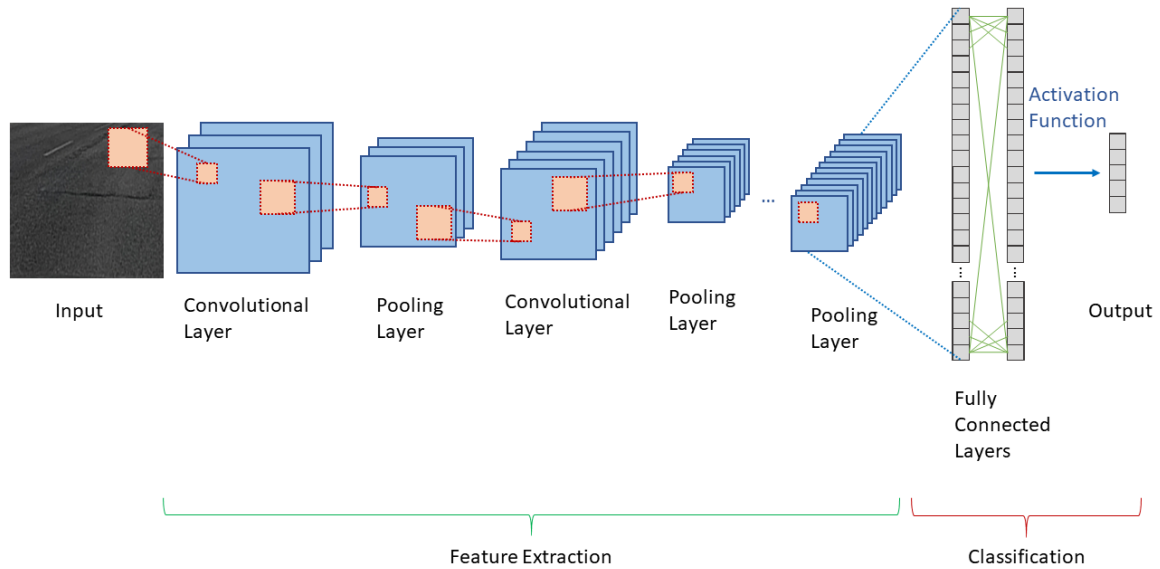 Activation
Function
...
Input
Convolutional
Layer
Pooling
Layer
Convolutional
Layer
Pooling
Layer
Pooling
Layer
Output
Fully
Connected
Layers
Feature Extraction
Classification